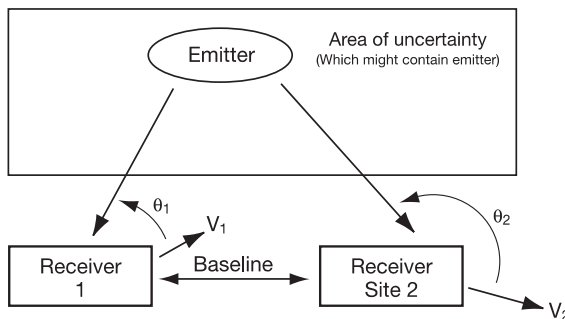 Emitter
Area of uncertainty
(Which might contain emitter)
θ1
V1
θ2
Receiver
1
Baseline
Receiver
Site 2
V2